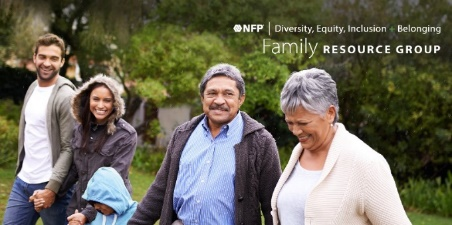 NFP | Diversity, Equity, Inclusion + Belonging
Family RESOURCE GROUP